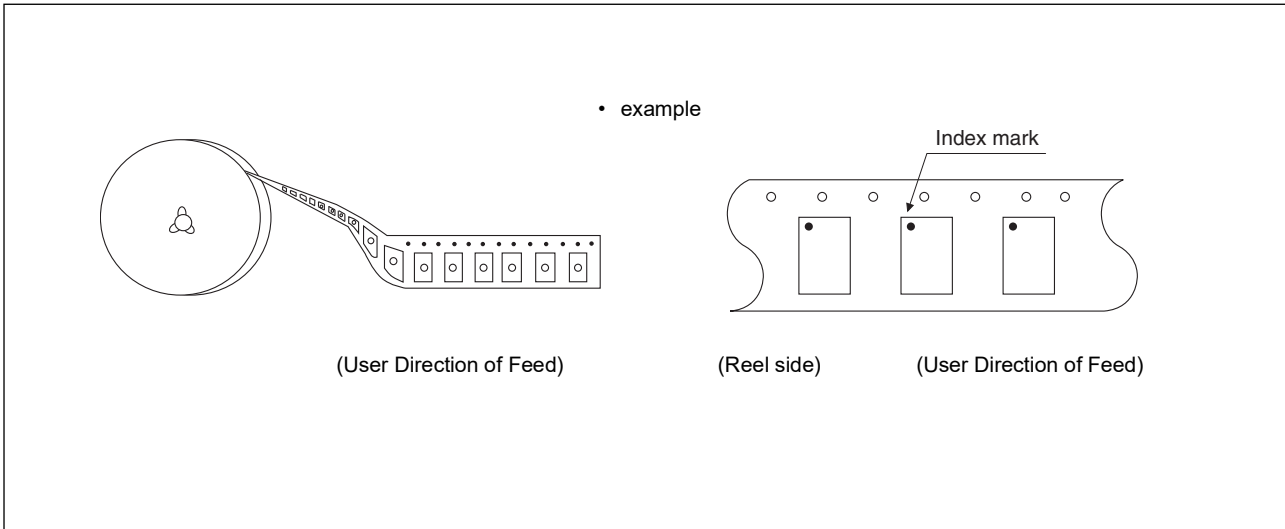 • example
Index mark
(User Direction of Feed)
(Reel side)
(User Direction of Feed)